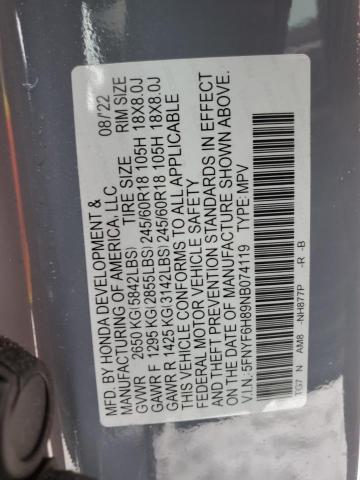 MFD. BY HONDA DEVELOPMENT & 08/'22
MANUFACTURING OF AMERICA, LLC
TIRE SIZE RIM SIZE
GVWR 2650 KG(5842LBS)
GAWR F 1295 KG(2855LBS)245/60R18 105H 18X8.0J
GAWR R 1425 KG(3142LBS)245/60R18 105H 18X8.0J
THIS VEHICLE CONFORMS TO ALL APPLICABLE
FEDERAL MOTOR VEHICLE SAFETY
AND THEFT PREVENTION STANDARDS IN EFFECT
ON THE DATE OF MANUFACTURE SHOWN ABOVE.
V.I.N.: 5FNYF6H89NB074119 TYPE:MPV
TG7 N AM8 -NH877P -R -B